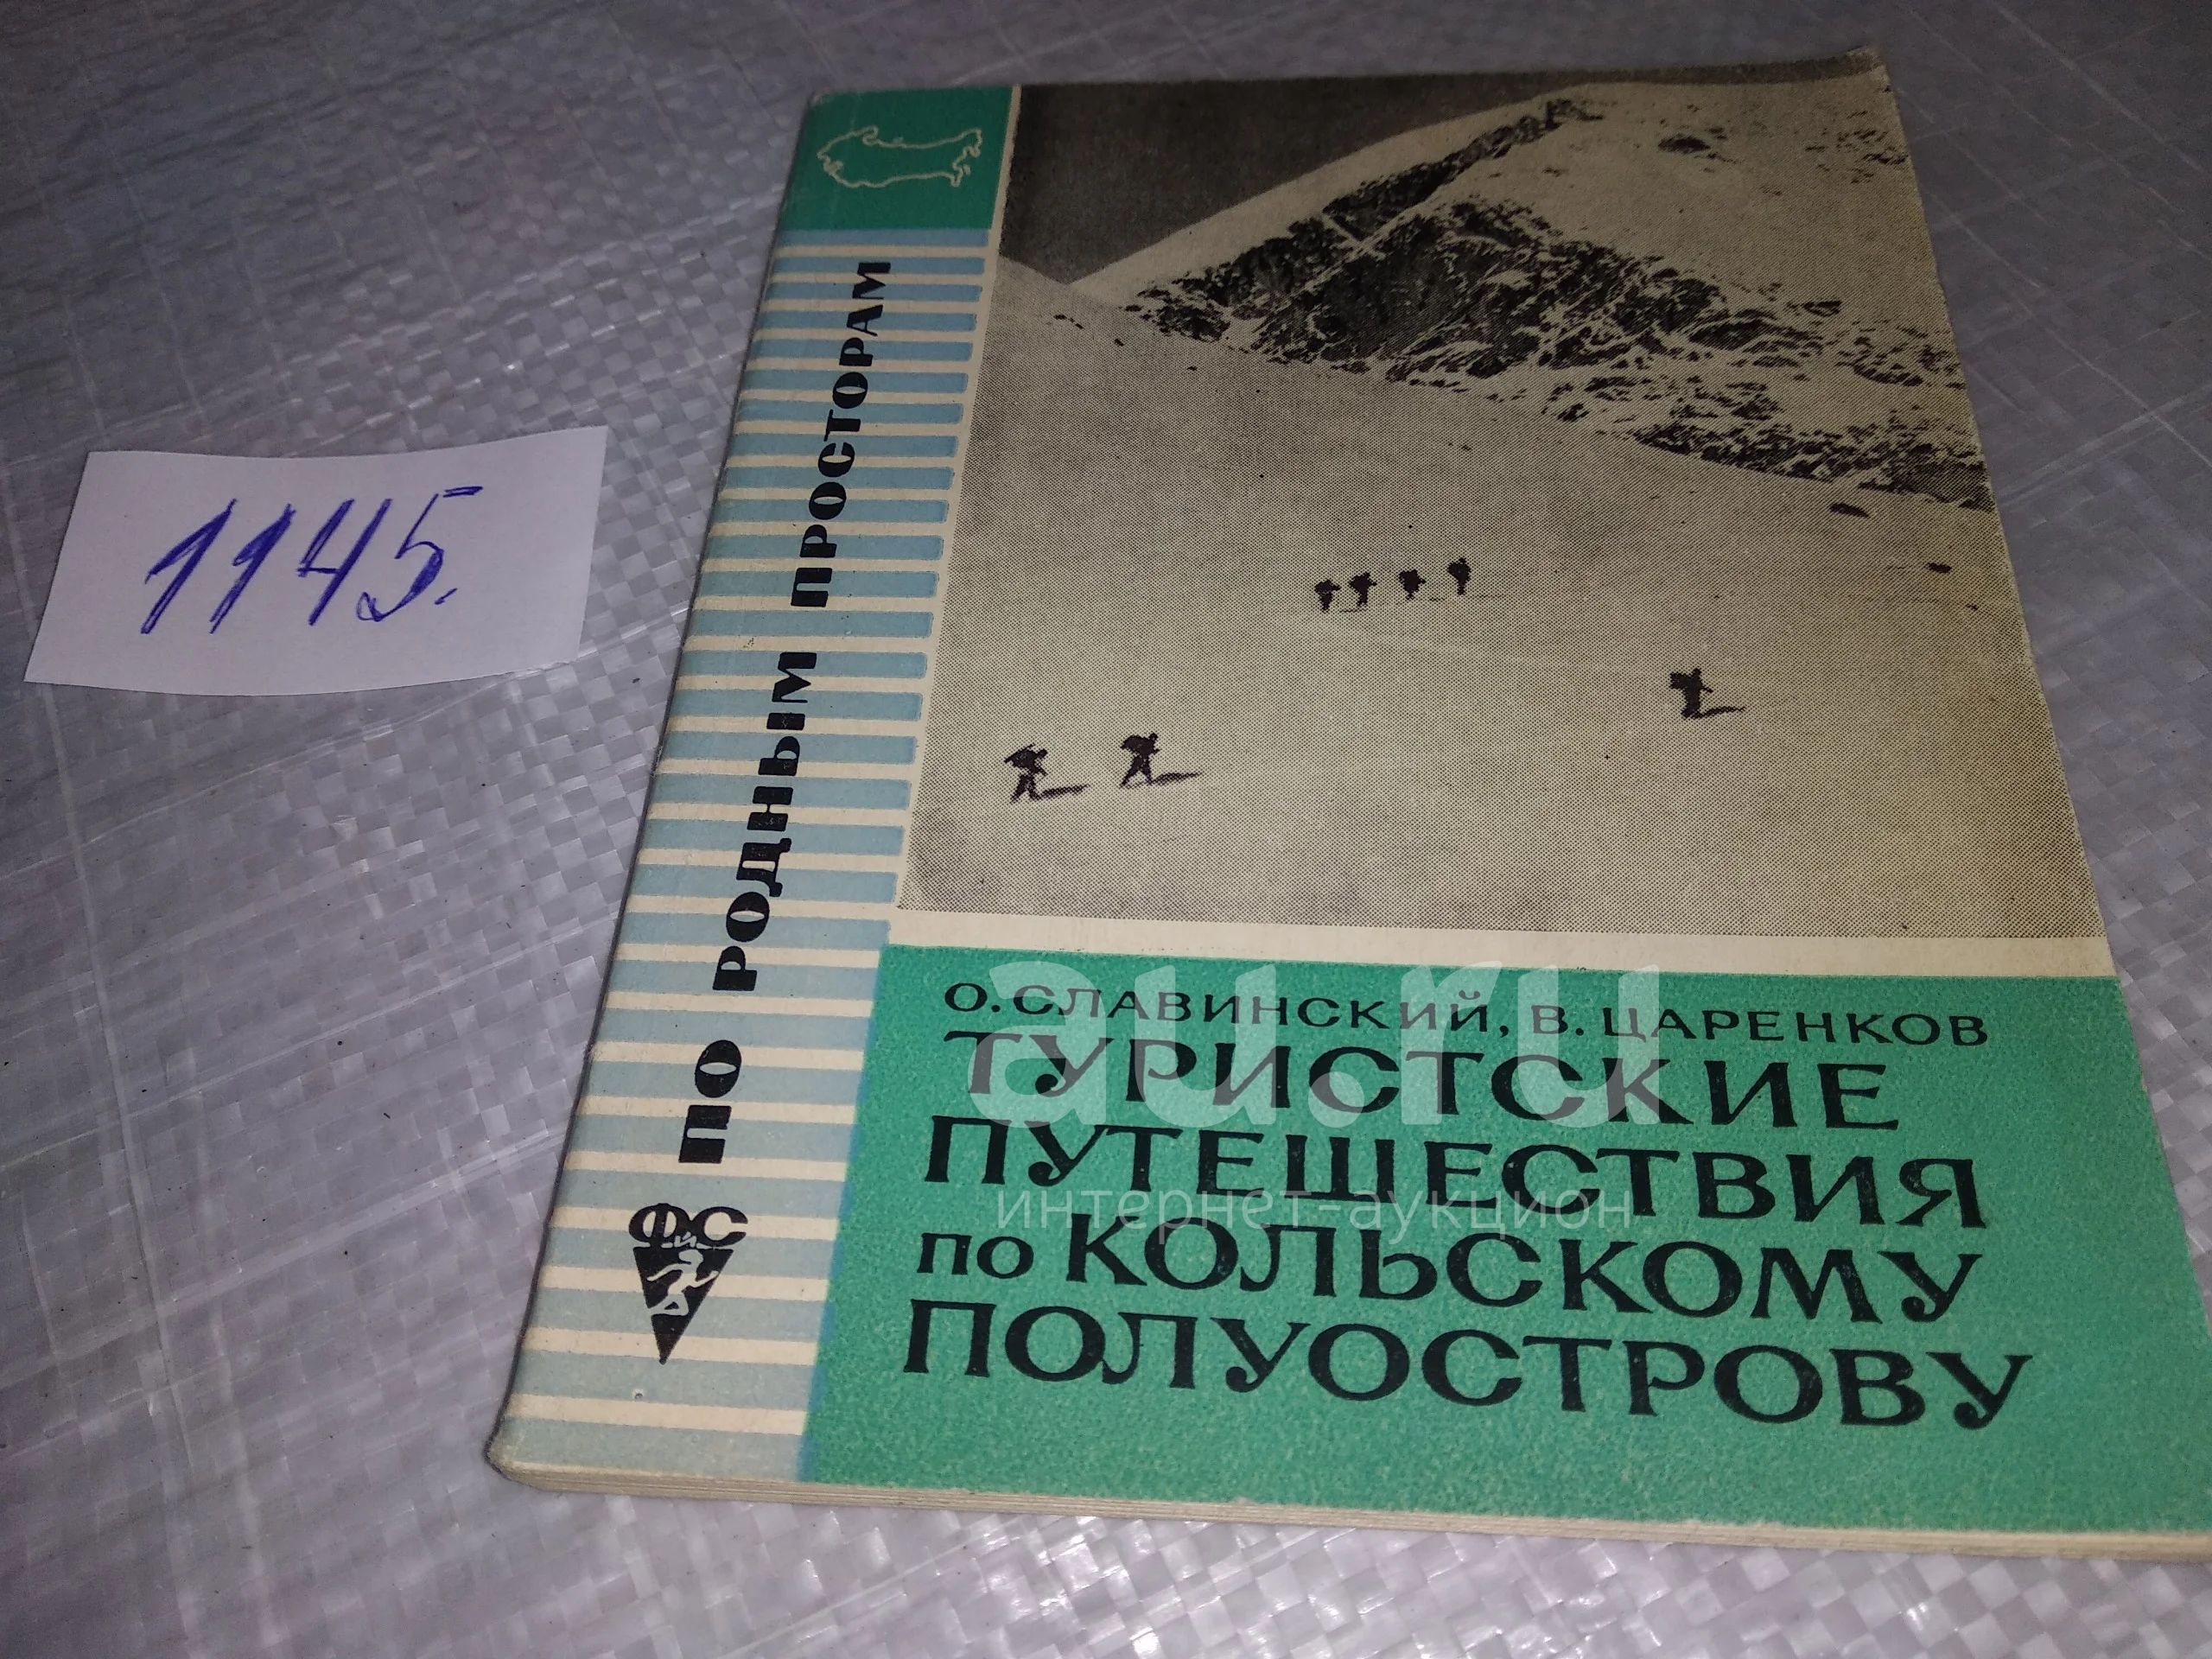 1145.
ПО РОДНЫМ ПРОСТОРАМ
ФиС
О. СЛАВИНСКИЙ, В. ЦАРЕНКОВ
ТУРИСТСКИЕ
ПУТЕШЕСТВИЯ
ПО КОЛЬСКОМУ
ПОЛУОСТРОВУ
au.ru
интернет-аукцион